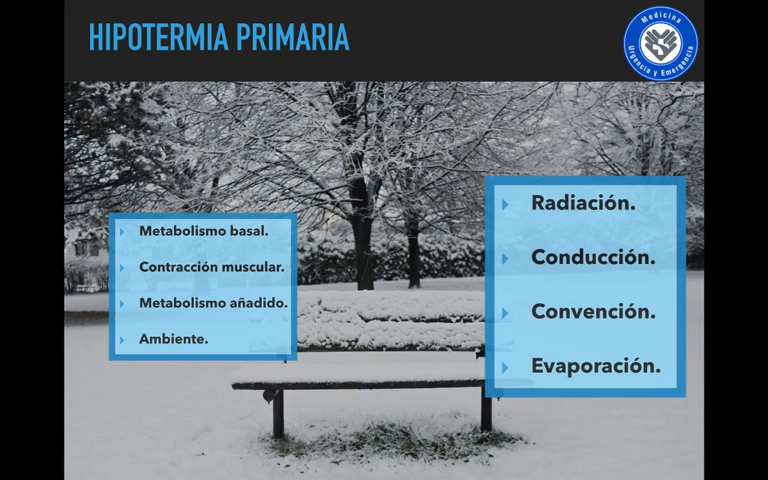 HIPOTERMIA PRIMARIA
Medicina
Urgencia y Emergencia
Metabolismo basal.
Contracción muscular.
Metabolismo añadido.
Ambiente.
Radiación.
Conducción.
Convención.
Evaporación.